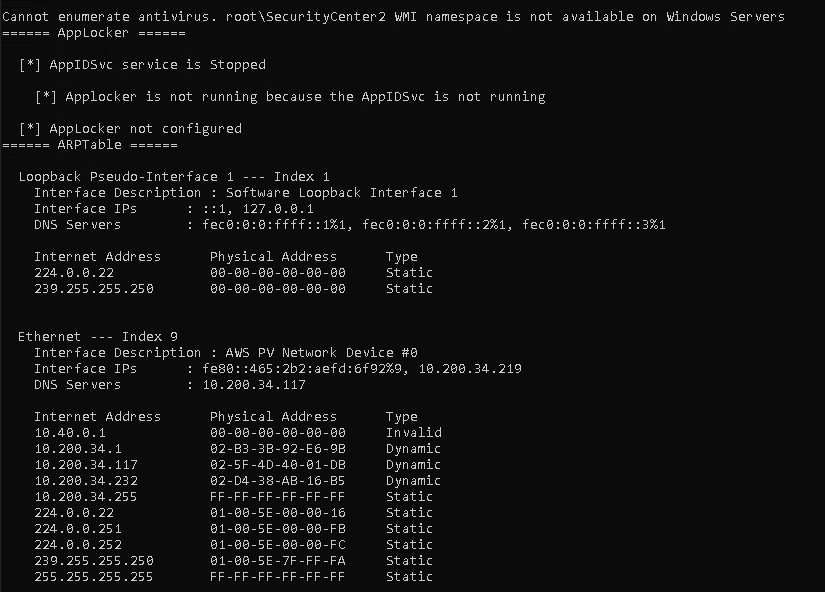 Cannot enumerate antivirus. root\SecurityCenter2 WMI namespace is not available on Windows Servers
====== AppLocker ======
[*] AppIDSvc service is Stopped
[*] Applocker is not running because the AppIDSvc is not running
[*] AppLocker not configured
====== ARPTable ======
Loopback Pseudo-Interface 1 --- Index 1
Interface Description : Software Loopback Interface 1
Interface IPs : ::1, 127.0.0.1
DNS Servers : fec0:0:0:ffff::1%1, fec0:0:0:ffff::2%1, fec0:0:0:ffff::3%1
Internet Address Physical Address Type
224.0.0.22 00-00-00-00-00-00 Static
239.255.255.250 00-00-00-00-00-00 Static
Ethernet --- Index 9
Interface Description : AWS PV Network Device #0
Interface IPs : fe80::465:2b2:aefd:6f92%9, 10.200.34.219
DNS Servers : 10.200.34.117
Internet Address Physical Address Type
10.40.0.1 00-00-00-00-00-00 Invalid
10.200.34.1 02-B3-3B-92-E6-9B Dynamic
10.200.34.117 02-5F-4D-40-01-DB Dynamic
10.200.34.232 02-D4-38-AB-16-B5 Dynamic
10.200.34.255 FF-FF-FF-FF-FF-FF Static
224.0.0.22 01-00-5E-00-00-16 Static
224.0.0.251 01-00-5E-00-00-FB Static
224.0.0.252 01-00-5E-00-00-FC Static
239.255.255.250 01-00-5E-7F-FF-FA Static
255.255.255.255 FF-FF-FF-FF-FF-FF Static